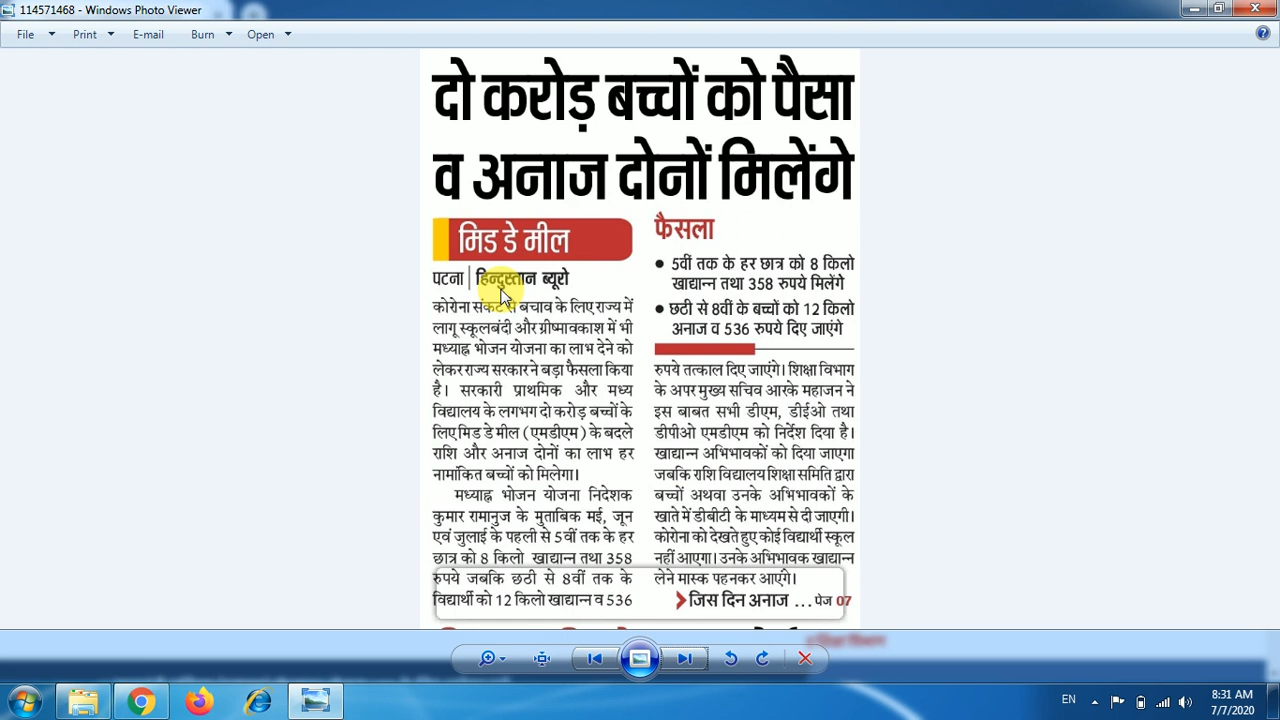 114571468 - Windows Photo Viewer
File Print E-mail Burn Open
दो करोड़ बच्चों को पैसा
व अनाज दोनों मिलेंगे
मिड डे मील
पटना | हिन्दुस्तान ब्यूरो
कोरोना संकट से बचाव के लिए राज्य में
लागू स्कूलबंदी और ग्रीष्मावकाश में भी
मध्याह्न भोजन योजना का लाभ देने को
लेकर राज्य सरकार ने बड़ा फैसला किया
है। सरकारी प्राथमिक और मध्य
विद्यालय के लगभग दो करोड़ बच्चों के
लिए मिड डे मील (एमडीएम) के बदले
राशि और अनाज दोनों का लाभ हर
नामांकित बच्चों को मिलेगा।
मध्याह्न भोजन योजना निदेशक
कुमार रामानुज के मुताबिक मई, जून
एवं जुलाई के पहली से 5वीं तक के हर
छात्र को 8 किलो खाद्यान्न तथा 358
रुपये जबकि छठी से 8वीं तक के
विद्यार्थी को 12 किलो खाद्यान्न व 536
फैसला
● 5वीं तक के हर छात्र को 8 किलो
खाद्यान्न तथा 358 रुपये मिलेंगे
● छठी से 8वीं के बच्चों को 12 किलो
अनाज व 536 रुपये दिए जाएंगे
रुपये तत्काल दिए जाएंगे। शिक्षा विभाग
के अपर मुख्य सचिव आरके महाजन ने
इस बाबत सभी डीएम, डीईओ तथा
डीपीओ एमडीएम को निर्देश दिया है।
खाद्यान्न अभिभावकों को दिया जाएगा
जबकि राशि विद्यालय शिक्षा समिति द्वारा
बच्चों अथवा उनके अभिभावकों के
खाते में डीबीटी के माध्यम से दी जाएगी।
कोरोना को देखते हुए कोई विद्यार्थी स्कूल
नहीं आएगा। उनके अभिभावक खाद्यान्न
लेने मास्क पहनकर आएंगे।
जिस दिन अनाज ...पेज 07
EN
8:31 AM
7/7/2020